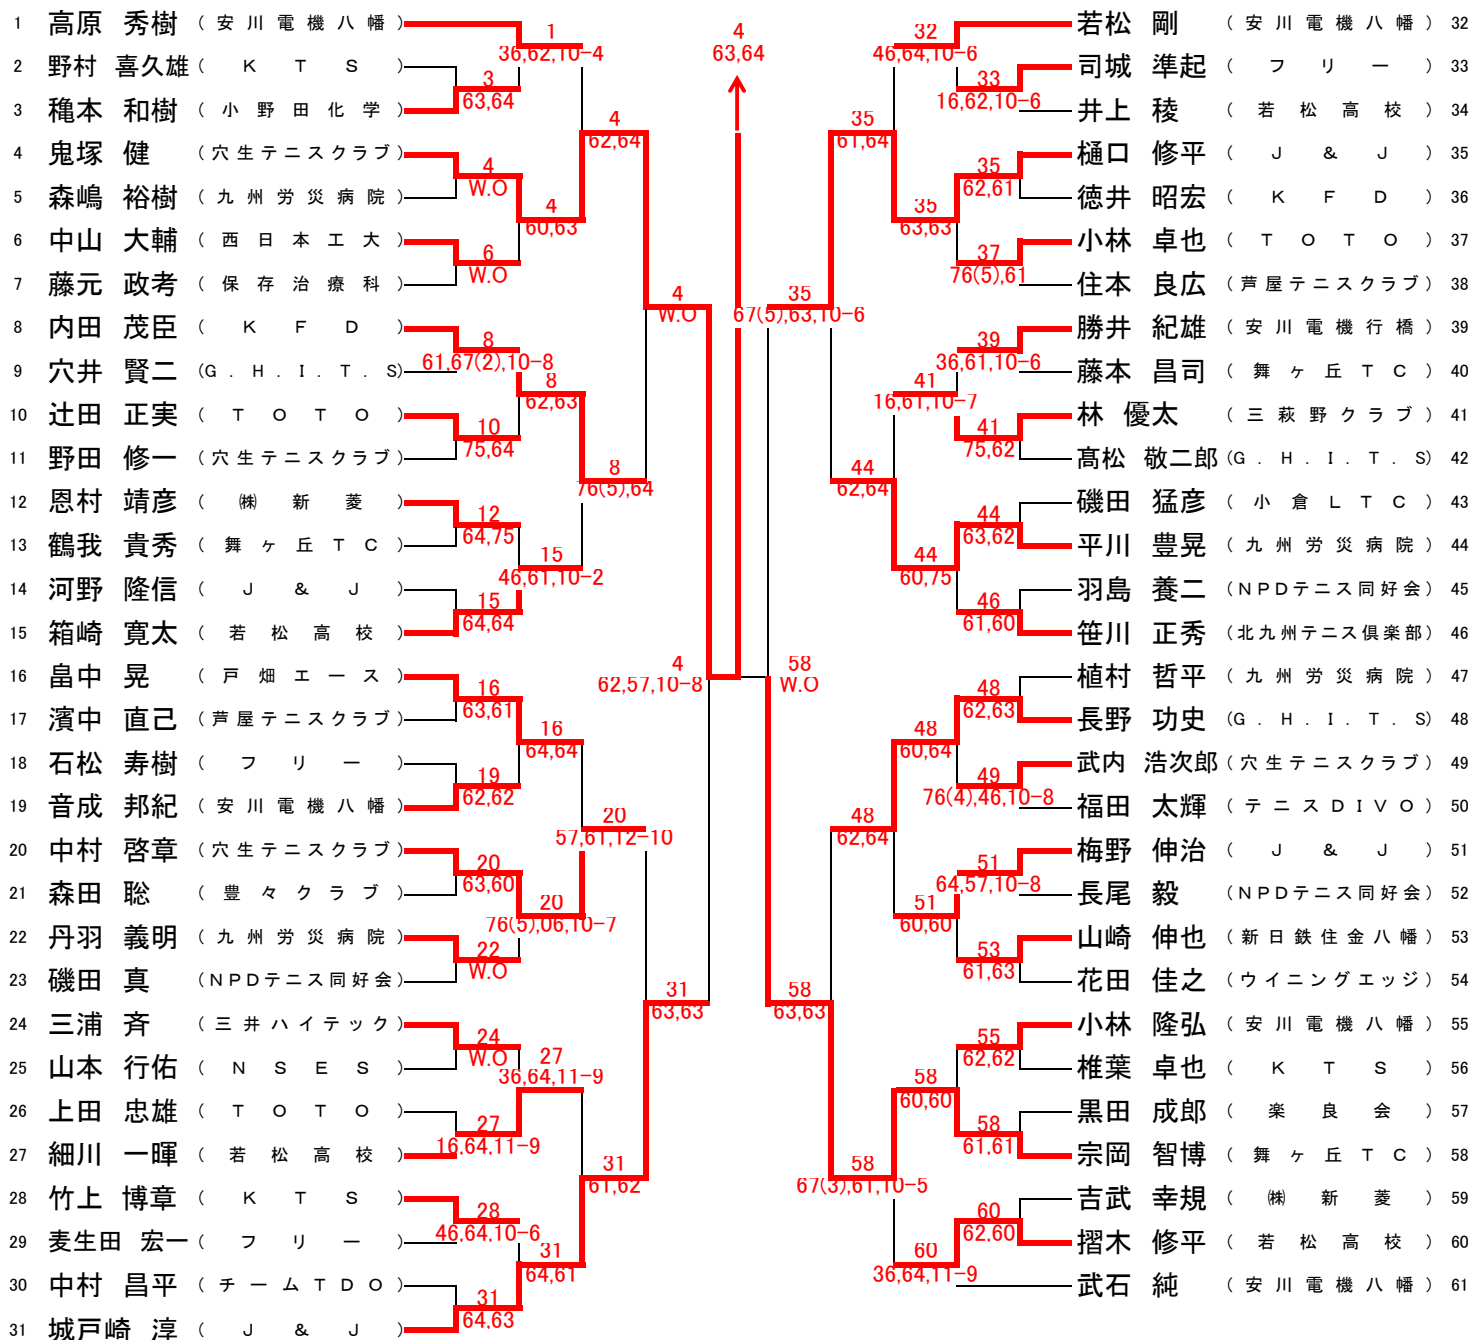 1 高原 秀樹 (安川電機八幡)
2 野村 喜久雄 (KTS)
3 穐本 和樹 (小野田化学)
4 鬼塚 健 (穴生テニスクラブ)
5 森嶋 裕樹 (九州労災病院)
6 中山 大輔 (西日本工大)
7 藤元 政考 (保存治療科)
8 内田 茂臣 (KFD)
9 穴井 賢二 (G.H.I.T.S)
10 辻田 正実 (TOTO)
11 野田 修一 (穴生テニスクラブ)
12 恩村 靖彦 (㈱新菱)
13 鶴我 貴秀 (舞ヶ丘TC)
14 河野 隆信 (J&J)
15 箱崎 寛太 (若松高校)
16 畠中 晃 (戸畑エース)
17 濱中 直己 (芦屋テニスクラブ)
18 石松 寿樹 (フリー)
19 音成 邦紀 (安川電機八幡)
20 中村 啓章 (穴生テニスクラブ)
21 森田 聡 (豊々クラブ)
22 丹羽 義明 (九州労災病院)
23 磯田 真 (NPDテニス同好会)
24 三浦 斉 (三井ハイテック)
25 山本 行佑 (NSES)
26 上田 忠雄 (TOTO)
27 細川 一暉 (若松高校)
28 竹上 博章 (KTS)
29 麦生田 宏一 (フリー)
30 中村 昌平 (チームTDO)
31 城戸崎 淳 (J&J)
3
63,64
4
W.O
6
W.O
8
61,67(2),10-8
10
75,64
12
64,75
15
64,64
16
63,61
19
62,62
20
63,60
22
W.O
24
W.O
27
16,64,11-9
28
46,64,10-6
31
64,63
1
36,62,10-4
4
60,63
8
62,63
15
46,61,10-2
16
64,64
20
76(5),06,10-7
27
36,64,11-9
31
64,61
4
62,64
8
76(5),64
20
57,61,12-10
31
61,62
4
W.O
31
63,63
4
62,57,10-8
4
63,64
58
W.O
35
67(5),63,10-6
58
63,63
35
61,64
44
62,64
48
62,64
58
67(3),61,10-5
32
46,64,10-6
35
63,63
41
16,61,10-7
44
60,75
48
60,64
51
60,60
58
60,60
60
36,64,11-9
33
16,62,10-6
35
62,61
37
76(5),61
39
36,61,10-6
41
75,62
44
63,62
46
61,60
48
62,63
49
76(4),46,10-8
51
64,57,10-8
53
61,63
55
62,62
58
61,61
60
62,60
若松 剛 (安川電機八幡) 32
司城 準起 (フリー) 33
井上 稜 (若松高校) 34
樋口 修平 (J&J) 35
徳井 昭宏 (KFD) 36
小林 卓也 (TOTO) 37
住本 良広 (芦屋テニスクラブ) 38
勝井 紀雄 (安川電機行橋) 39
藤本 昌司 (舞ヶ丘TC) 40
林 優太 (三萩野クラブ) 41
髙松 敬二郎 (G.H.I.T.S) 42
磯田 猛彦 (小倉LTC) 43
平川 豊晃 (九州労災病院) 44
羽島 養二 (NPDテニス同好会) 45
笹川 正秀 (北九州テニス倶楽部) 46
植村 哲平 (九州労災病院) 47
長野 功史 (G.H.I.T.S) 48
武内 浩次郎 (穴生テニスクラブ) 49
福田 太輝 (テニスDIVO) 50
梅野 伸治 (J&J) 51
長尾 毅 (NPDテニス同好会) 52
山崎 伸也 (新日鉄住金八幡) 53
花田 佳之 (ウイニングエッジ) 54
小林 隆弘 (安川電機八幡) 55
椎葉 卓也 (KTS) 56
黒田 成郎 (楽良会) 57
宗岡 智博 (舞ヶ丘TC) 58
吉武 幸規 (㈱新菱) 59
摺木 修平 (若松高校) 60
武石 純 (安川電機八幡) 61